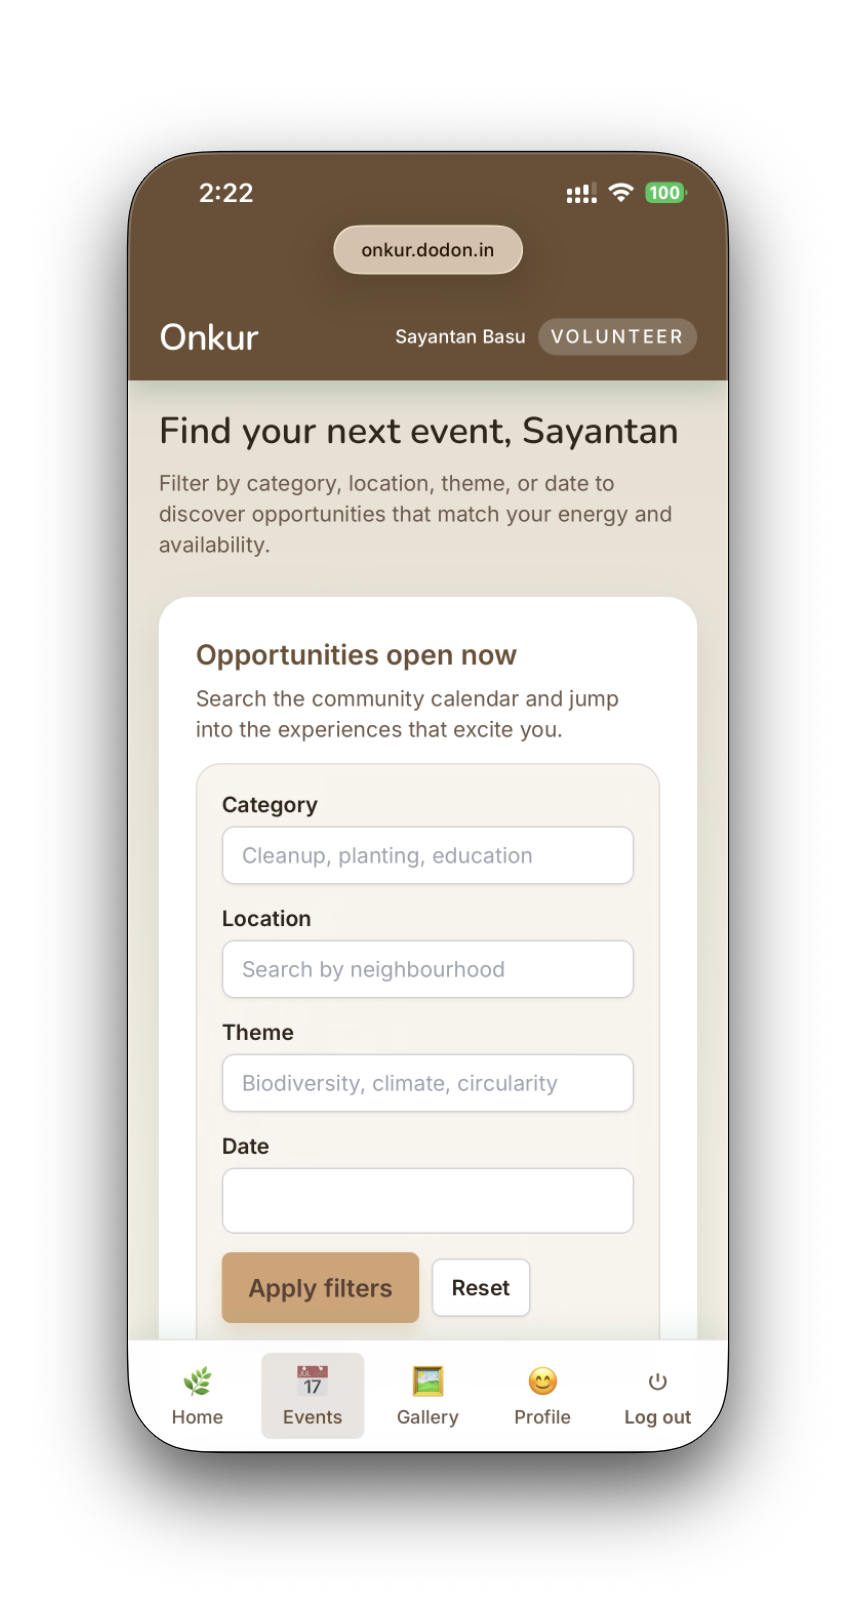 2:22
100
onkur.dodon.in
Onkur
Sayantan Basu
VOLUNTEER
Find your next event, Sayantan
Filter by category, location, theme, or date to
discover opportunities that match your energy and
availability.
Opportunities open now
Search the community calendar and jump
into the experiences that excite you.
Category
Cleanup, planting, education
Location
Search by neighbourhood
Theme
Biodiversity, climate, circularity
Date
Apply filters
Reset
17
Home
Events
Gallery
Profile
Log out